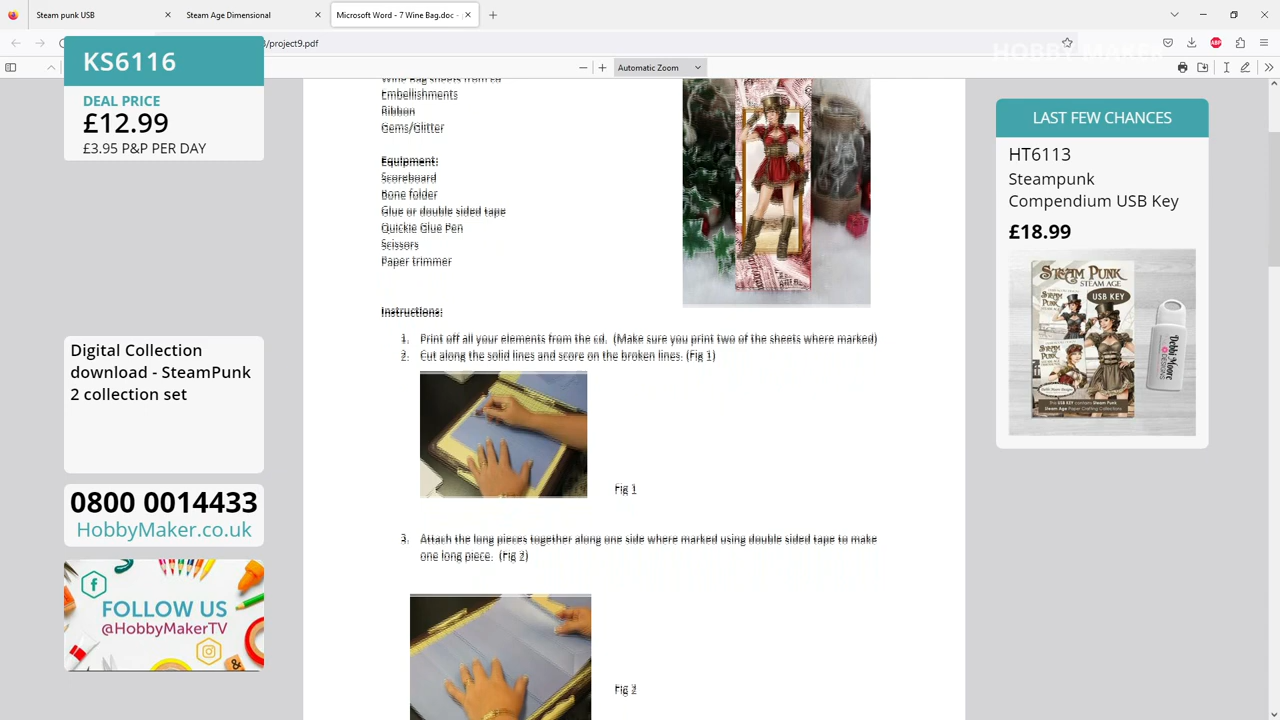 Steam punk USB
Steam Age Dimensional
Microsoft Word - 7 Wine Bag.doc -
/project9.pdf
HOBBY MAKER
Automatic Zoom
KS6116
DEAL PRICE
£12.99
£3.95 P&P PER DAY
Digital Collection
download - SteamPunk
2 collection set
0800 0014433
HobbyMaker.co.uk
FOLLOW US
@HobbyMakerTV
Wine Bag sheets from cd
Embellishments
Ribbon
Gems/Glitter
Equipment:
Scoreboard
Bone folder
Glue or double sided tape
Quickie Glue Pen
Scissors
Paper trimmer
Instructions:
1. Print off all your elements from the cd. (Make sure you print two of the sheets where marked)
2. Cut along the solid lines and score on the broken lines. (Fig 1)
Fig 1
3. Attach the long pieces together along one side where marked using double sided tape to make
one long piece. (Fig 2)
Fig 2
LAST FEW CHANCES
HT6113
Steampunk
Compendium USB Key
£18.99
STEAM PUNK
STEAM AGE
USB KEY